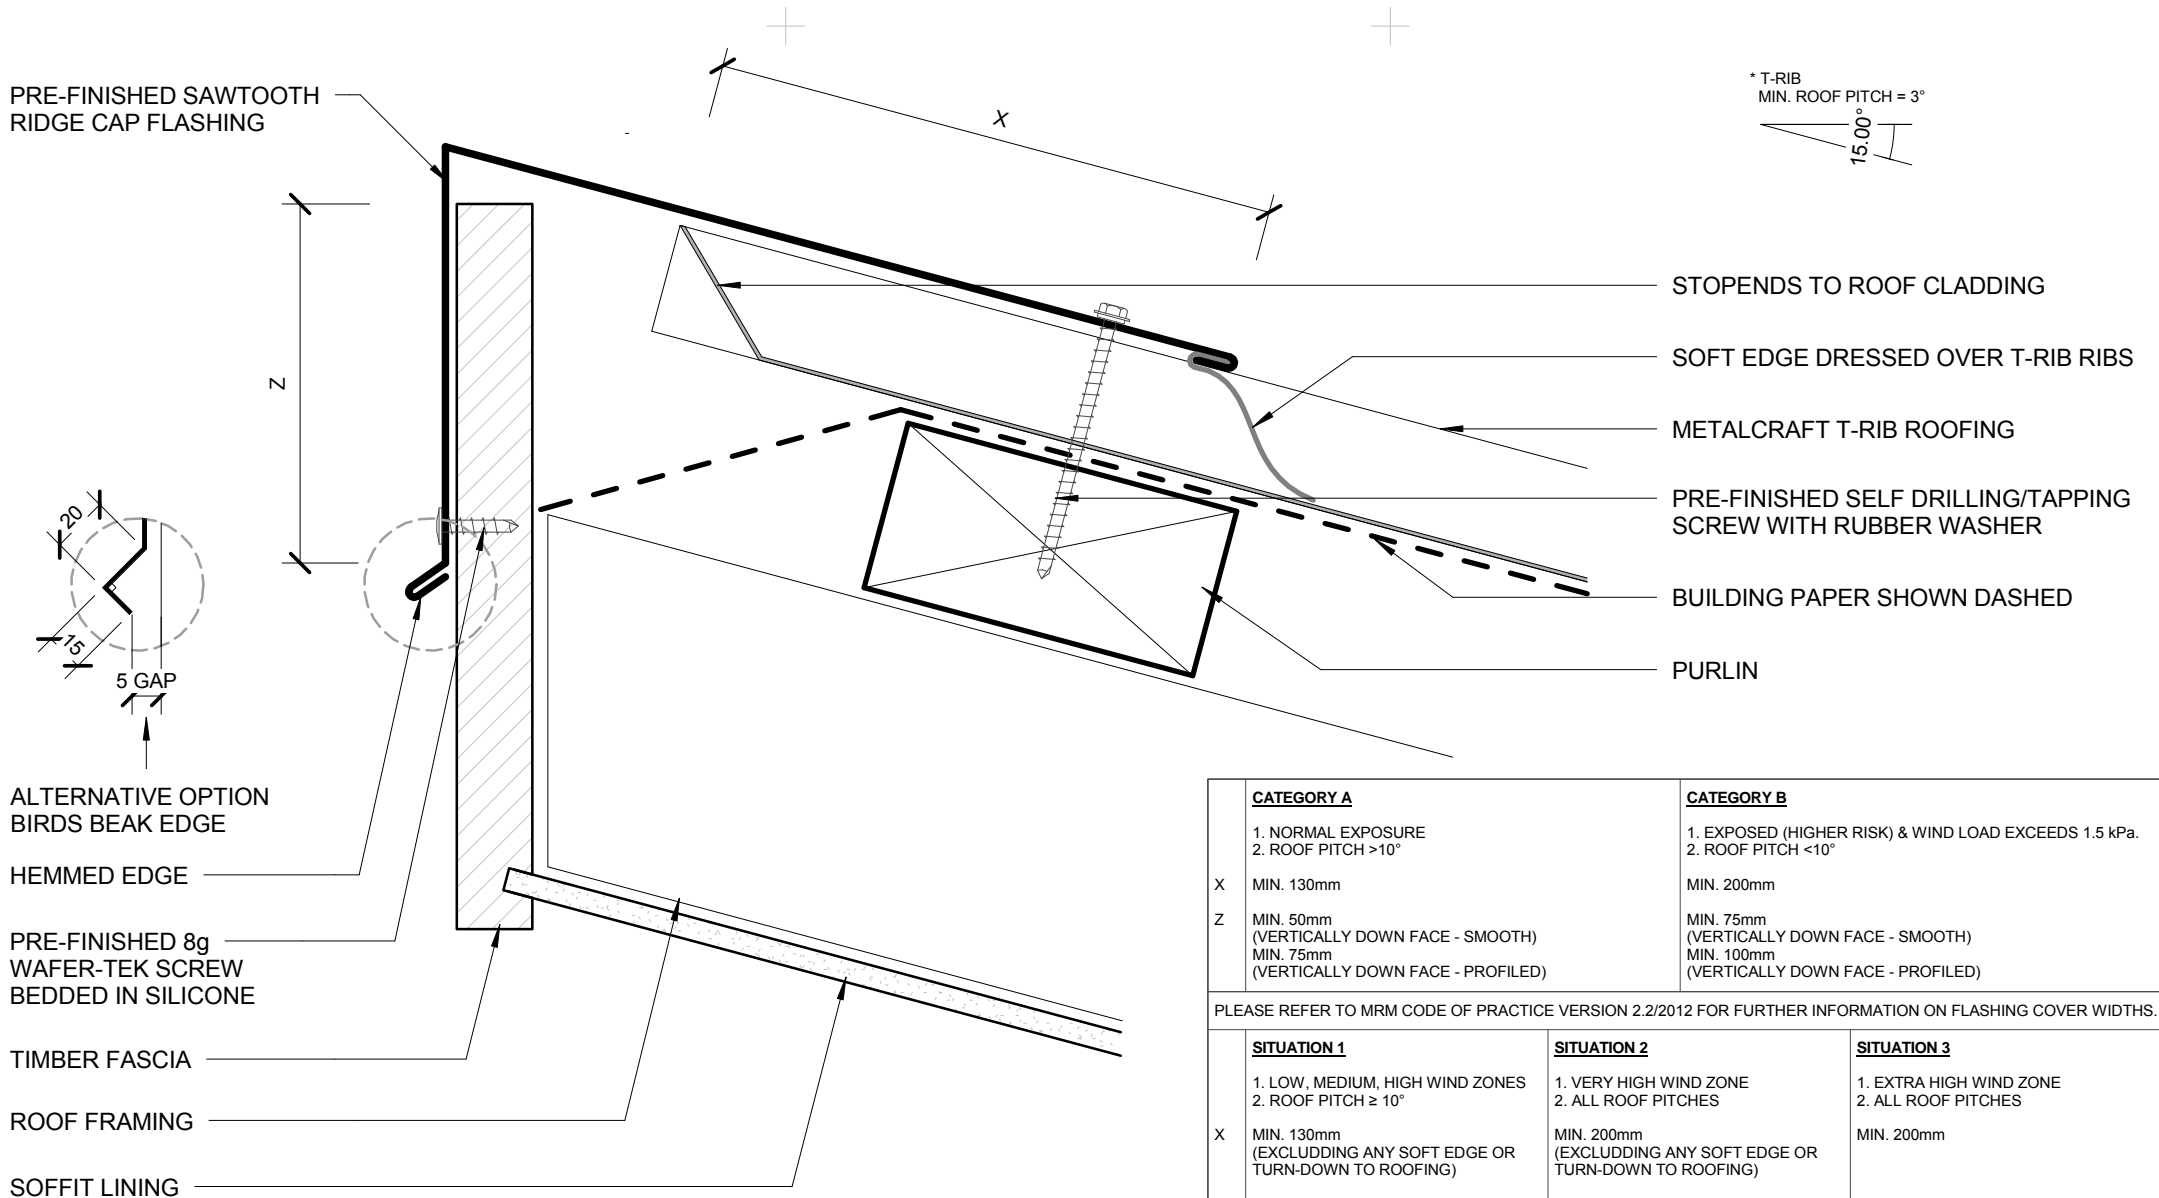 PRE-FINISHED SAWTOOTH
RIDGE CAP FLASHING
X
* T-RIB
MIN. ROOF PITCH = 3°
15.00°
Z
STOPENDS TO ROOF CLADDING
SOFT EDGE DRESSED OVER T-RIB RIBS
METALCRAFT T-RIB ROOFING
PRE-FINISHED SELF DRILLING/TAPPING
SCREW WITH RUBBER WASHER
BUILDING PAPER SHOWN DASHED
PURLIN
20
15
5 GAP
ALTERNATIVE OPTION
BIRDS BEAK EDGE
HEMMED EDGE
PRE-FINISHED 8g
WAFER-TEK SCREW
BEDDED IN SILICONE
TIMBER FASCIA
ROOF FRAMING
SOFFIT LINING
CATEGORY A
1. NORMAL EXPOSURE
2. ROOF PITCH >10°
X MIN. 130mm
Z MIN. 50mm
(VERTICALLY DOWN FACE - SMOOTH)
MIN. 75mm
(VERTICALLY DOWN FACE - PROFILED)
CATEGORY B
1. EXPOSED (HIGHER RISK) & WIND LOAD EXCEEDS 1.5 kPa.
2. ROOF PITCH <10°
MIN. 200mm
MIN. 75mm
(VERTICALLY DOWN FACE - SMOOTH)
MIN. 100mm
(VERTICALLY DOWN FACE - PROFILED)
PLEASE REFER TO MRM CODE OF PRACTICE VERSION 2.2/2012 FOR FURTHER INFORMATION ON FLASHING COVER WIDTHS.
SITUATION 1
1. LOW, MEDIUM, HIGH WIND ZONES
2. ROOF PITCH ≥ 10°
X MIN. 130mm
(EXCLUDDING ANY SOFT EDGE OR
TURN-DOWN TO ROOFING)
SITUATION 2
1. VERY HIGH WIND ZONE
2. ALL ROOF PITCHES
MIN. 200mm
(EXCLUDDING ANY SOFT EDGE OR
TURN-DOWN TO ROOFING)
SITUATION 3
1. EXTRA HIGH WIND ZONE
2. ALL ROOF PITCHES
MIN. 200mm